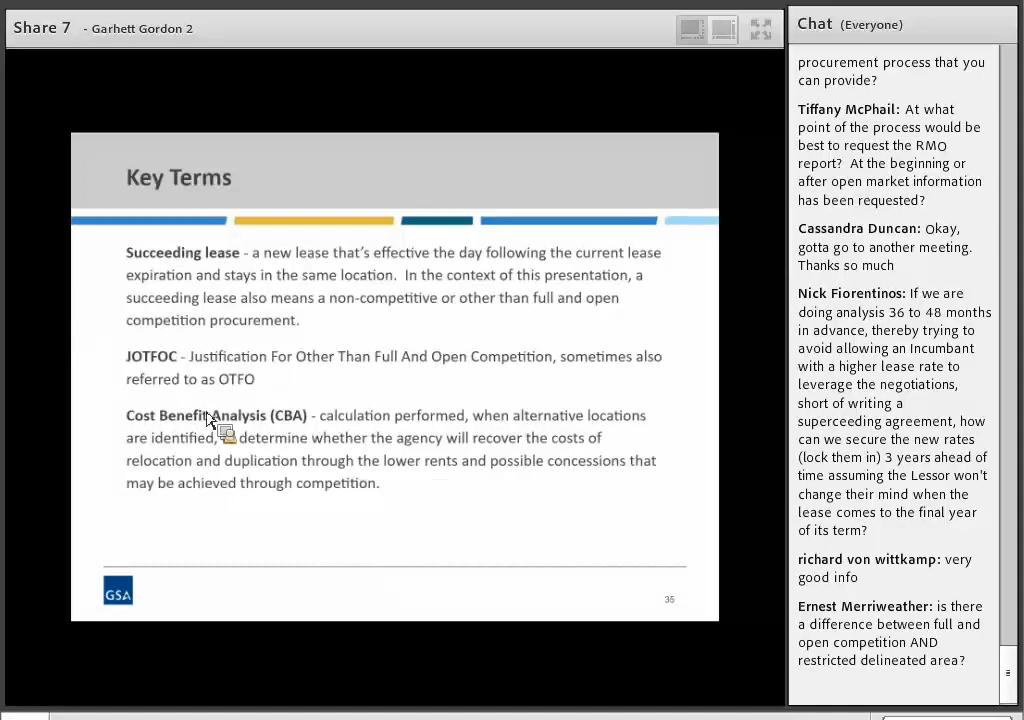 Share 7 - Garhett Gordon 2
Key Terms
Succeeding lease - a new lease that's effective the day following the current lease
expiration and stays in the same location. In the context of this presentation, a
succeeding lease also means a non-competitive or other than full and open
competition procurement.
JOTFOC - Justification For Other Than Full And Open Competition, sometimes also
referred to as OTFO
Cost Benefit Analysis (CBA) - calculation performed, when alternative locations
are identified, determine whether the agency will recover the costs of
relocation and duplication through the lower rents and possible concessions that
may be achieved through competition.
GSA
35
Chat (Everyone)
procurement process that you
can provide?
Tiffany McPhail: At what
point of the process would be
best to request the RMO
report? At the beginning or
after open market information
has been requested?
Cassandra Duncan: Okay,
gotta go to another meeting.
Thanks so much
Nick Fiorentinos: If we are
doing analysis 36 to 48 months
in advance, thereby trying to
avoid allowing an Incumbant
with a higher lease rate to
leverage the negotiations,
short of writing a
superceeding agreement, how
can we secure the new rates
(lock them in) 3 years ahead of
time assuming the Lessor won't
change their mind when the
lease comes to the final year
of its term?
richard von wittkamp: very
good info
Ernest Merriweather: is there
a difference between full and
open competition AND
restricted delineated area?